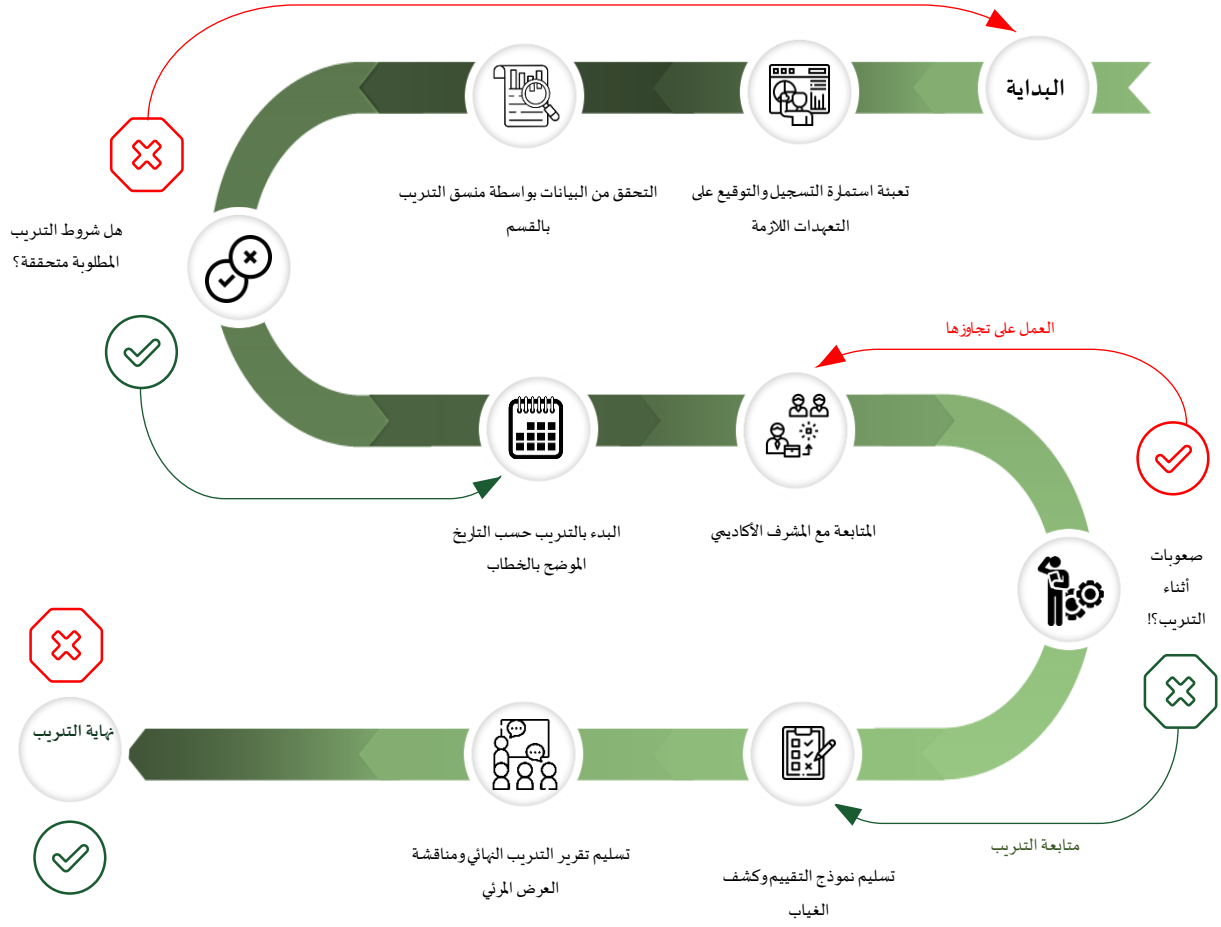 البداية
تعبئة استمارة التسجيل والتوقيع على
التعهدات اللازمة
التحقق من البيانات بواسطة منسق التدريب
بالقسم
هل شروط التدريب
المطلوبة متحققة؟
البدء بالتدريب حسب التاريخ
الموضح بالخطاب
المتابعة مع المشرف الأكاديمي
العمل على تجاوزها
صعوبات
أثناء
التدريب؟!
متابعة التدريب
تسليم نموذج التقييم وكشف
الغياب
تسليم تقرير التدريب النهائي ومناقشة
العرض المرئي
نهاية التدريب